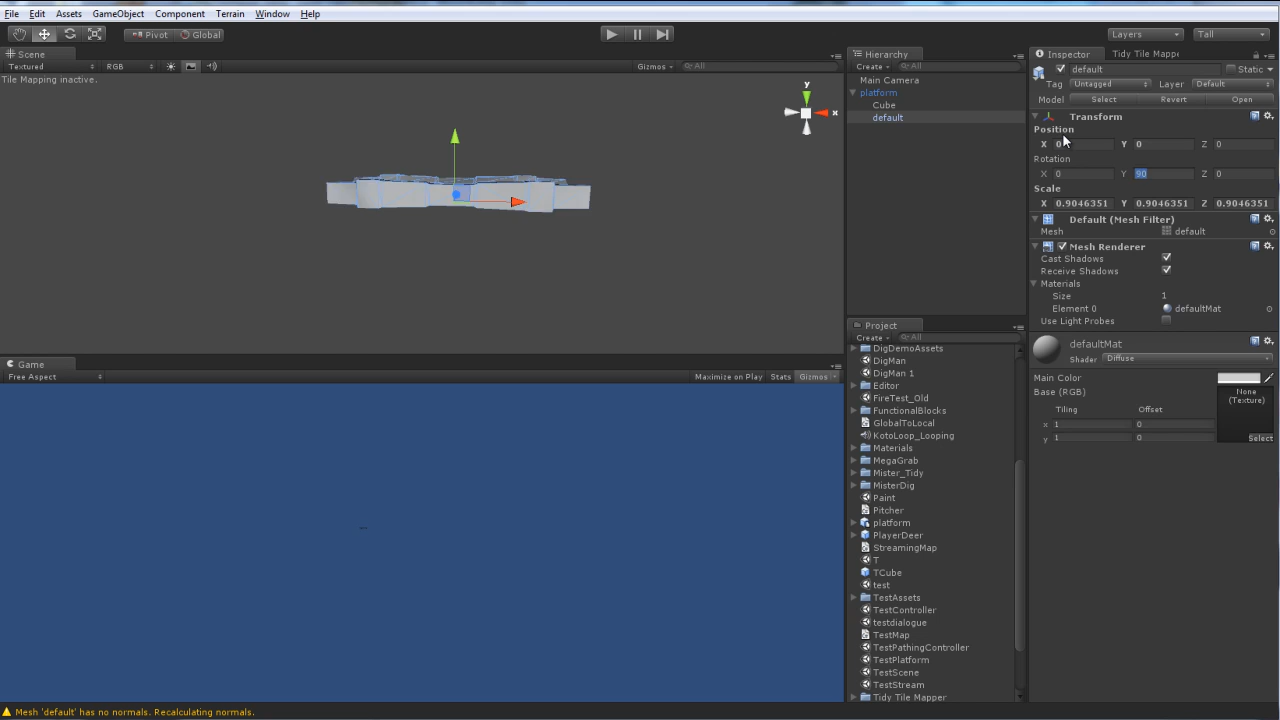 File Edit Assets GameObject Component Terrain Window Help
Pivot Global Layers Tall
Scene
Textured RGB Gizmos All
Tile Mapping inactive.
y
x
Game
Free Aspect Maximize on Play Stats Gizmos
Hierarchy
Create All
Main Camera
platform
Cube
default
Project
Create All
DigDemoAssets
DigMan
DigMan 1
Editor
FireTest_Old
FunctionalBlocks
GlobalToLocal
KotoLoop_Looping
Materials
MegaGrab
Mister_Tidy
MisterDig
Paint
Pitcher
platform
PlayerDeer
StreamingMap
T
TCube
test
TestAssets
TestController
testdialogue
TestMap
TestPathingController
TestPlatform
TestScene
TestStream
Tidy Tile Mapper
Inspector Tidy Tile Mappe
default Static
Tag Untagged Layer Default
Model Select Revert Open
Transform
Position
X 0 Y 0 Z 0
Rotation
X 0 Y 90 Z 0
Scale
X 0.9046351 Y 0.9046351 Z 0.9046351
Default (Mesh Filter)
Mesh default
Mesh Renderer
Cast Shadows
Receive Shadows
Materials
Size 1
Element 0 defaultMat
Use Light Probes
defaultMat
Shader Diffuse
Main Color
Base (RGB) None
(Texture)
Tiling Offset
x 1 0
y 1 0 Select
Mesh 'default' has no normals. Recalculating normals.